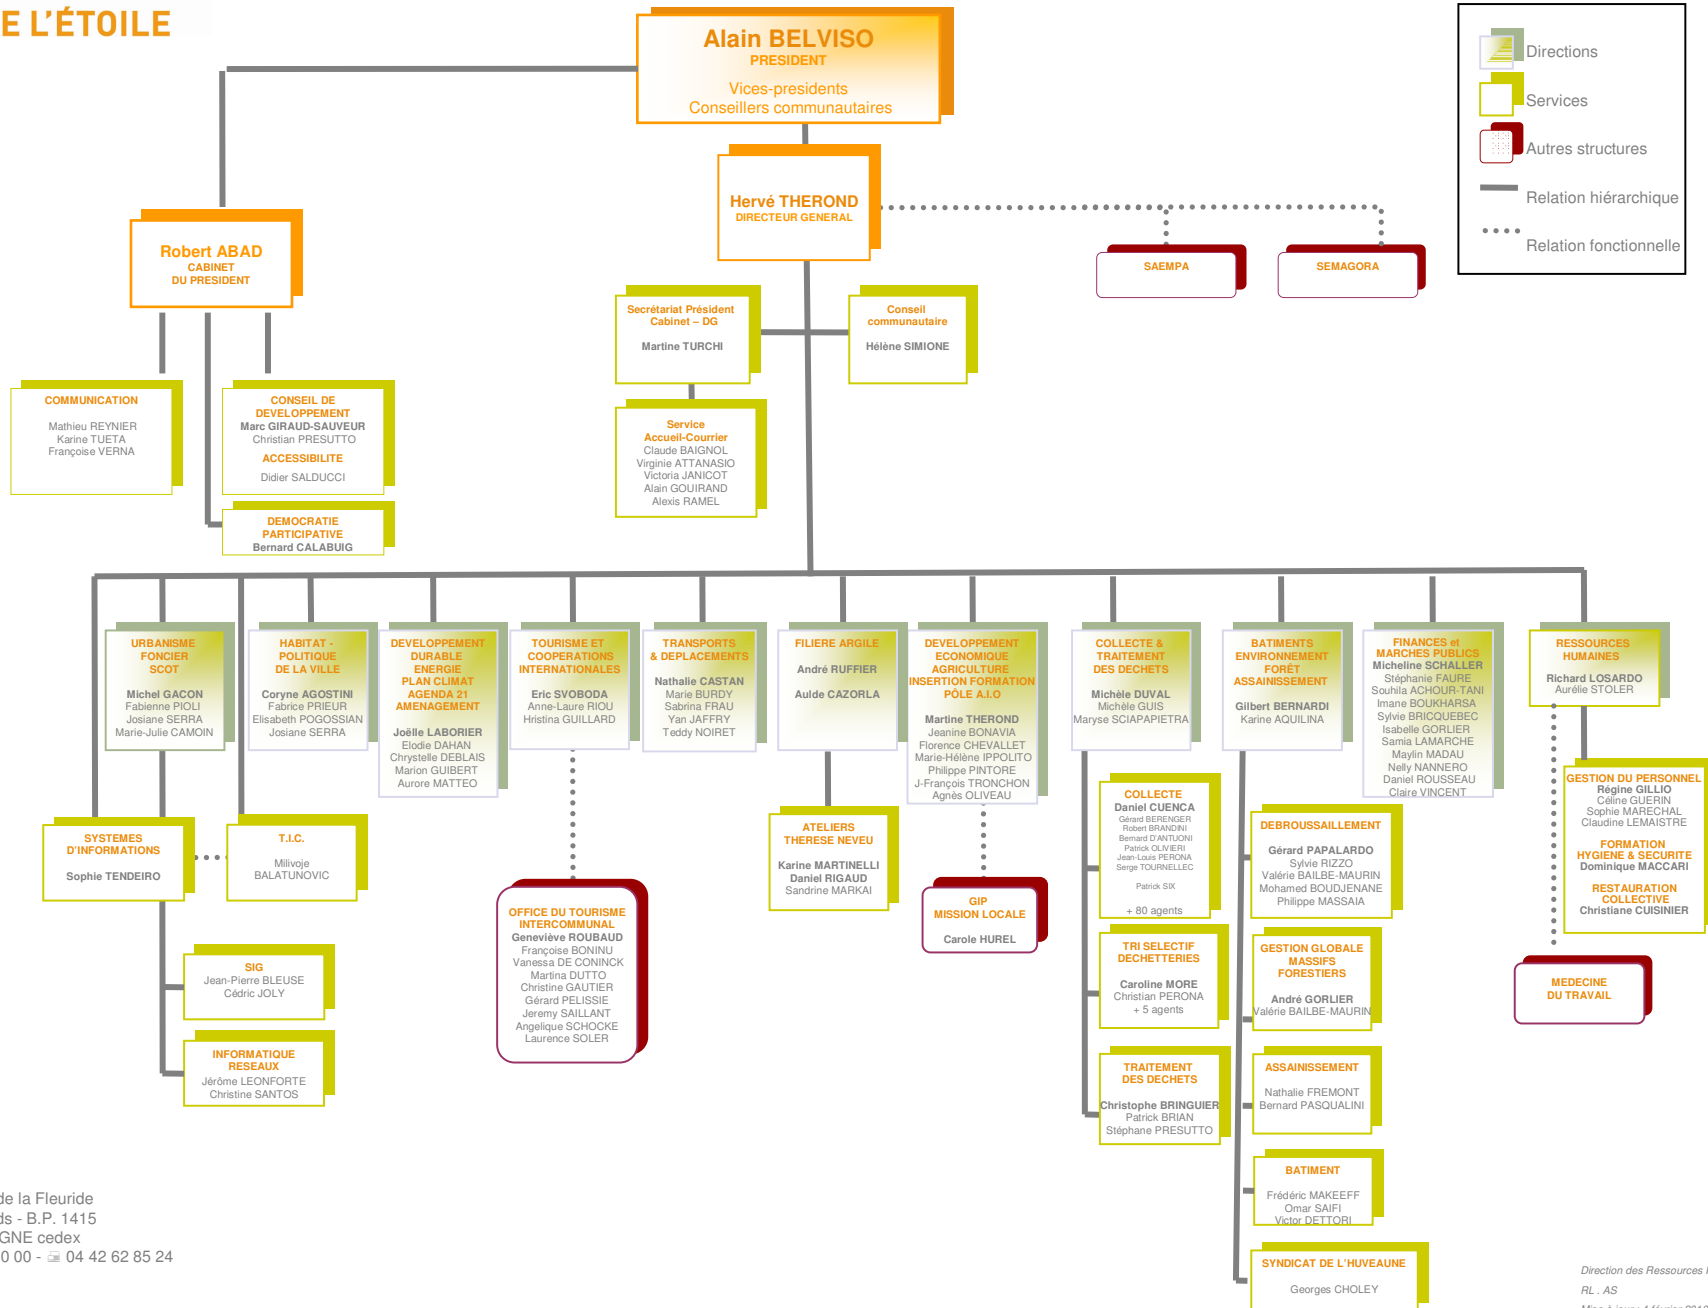 E L'ÉTOILE
Alain BELVISO
PRESIDENT
Vices-presidents
Conseillers communautaires
Directions
Services
Autres structures
Relation hiérarchique
Relation fonctionnelle
Hervé THEROND
DIRECTEUR GENERAL
Robert ABAD
CABINET
DU PRESIDENT
SAEMPA
SEMAGORA
Secrétariat Président
Cabinet – DG
Martine TURCHI
Conseil
communautaire
Hélène SIMIONE
COMMUNICATION
Mathieu REYNIER
Karine TUETA
Françoise VERNA
CONSEIL DE
DEVELOPPEMENT
Marc GIRAUD-SAUVEUR
Christian PRESUTTO
ACCESSIBILITE
Didier SALDUCCI
DEMOCRATIE
PARTICIPATIVE
Bernard CALABUIG
Service
Accueil-Courrier
Claude BAIGNOL
Virginie ATTANASIO
Victoria JANICOT
Alain GOUIRAND
Alexis RAMEL
URBANISME
FONCIER
SCOT
Michel GACON
Fabienne PIOLI
Josiane SERRA
Marie-Julie CAMOIN
HABITAT -
POLITIQUE
DE LA VILLE
Coryne AGOSTINI
Fabrice PRIEUR
Elisabeth POGOSSIAN
Josiane SERRA
DEVELOPPEMENT
DURABLE
ENERGIE
PLAN CLIMAT
AGENDA 21
AMENAGEMENT
Joëlle LABORIER
Elodie DAHAN
Chrystelle DEBLAIS
Marion GUIBERT
Aurore MATTEO
TOURISME ET
COOPERATIONS
INTERNATIONALES
Eric SVOBODA
Anne-Laure RIOU
Hristina GUILLARD
TRANSPORTS
& DEPLACEMENTS
Nathalie CASTAN
Marie BURDY
Sabrina FRAU
Yan JAFFRY
Teddy NOIRET
FILIERE ARGILE
André RUFFIER
Aulde CAZORLA
DEVELOPPEMENT
ECONOMIQUE
AGRICULTURE
INSERTION FORMATION
PÔLE A.I.O
Martine THEROND
Jeanine BONAVIA
Florence CHEVALLET
Marie-Hélène IPPOLITO
Philippe PINTORE
J-François TRONCHON
Agnès OLIVEAU
COLLECTE &
TRAITEMENT
DES DECHETS
Michèle DUVAL
Michèle GUIS
Maryse SCIAPAPIETRA
BATIMENTS
ENVIRONNEMENT
FORÊT
ASSAINISSEMENT
Gilbert BERNARDI
Karine AQUILINA
FINANCES et
MARCHES PUBLICS
Micheline SCHALLER
Stéphanie FAURE
Souhila ACHOUR-TANI
Imane BOUKHARSA
Sylvie BRICQUEBEC
Isabelle GORLIER
Samia LAMARCHE
Maylin MADAU
Nelly NANNERO
Daniel ROUSSEAU
Claire VINCENT
RESSOURCES
HUMAINES
Richard LOSARDO
Aurélie STOLER
SYSTEMES
D'INFORMATIONS
Sophie TENDEIRO
T.I.C.
Milivoje
BALATUNOVIC
SIG
Jean-Pierre BLEUSE
Cédric JOLY
INFORMATIQUE
RESEAUX
Jérôme LEONFORTE
Christine SANTOS
OFFICE DU TOURISME
INTERCOMMUNAL
Geneviève ROUBAUD
Françoise BONINU
Vanessa DE CONINCK
Martina DUTTO
Christine GAUTIER
Gérard PELISSIE
Jeremy SAILLANT
Angelique SCHOCKE
Laurence SOLER
ATELIERS
THERESE NEVEU
Karine MARTINELLI
Daniel RIGAUD
Sandrine MARKAI
GIP
MISSION LOCALE
Carole HUREL
COLLECTE
Daniel CUENCA
Gérard BERENGER
Robert BRANDINI
Bernard D'ANTUONI
Patrick OLIVIERI
Jean-Louis PERONA
Serge TOURNELLEC
Patrick SIX
+ 80 agents
TRI SELECTIF
DECHETTERIES
Caroline MORE
Christian PERONA
+ 5 agents
TRAITEMENT
DES DECHETS
Christophe BRINGUIER
Patrick BRIAN
Stéphane PRESUTTO
DEBROUSSAILLEMENT
Gérard PAPALARDO
Sylvie RIZZO
Valérie BAILBE-MAURIN
Mohamed BOUDJENANE
Philippe MASSAIA
GESTION GLOBALE
MASSIFS
FORESTIERS
André GORLIER
Valérie BAILBE-MAURIN
ASSAINISSEMENT
Nathalie FREMONT
Bernard PASQUALINI
BATIMENT
Frédéric MAKEEFF
Omar SAIFI
Victor DETTORI
SYNDICAT DE L'HUVEAUNE
Georges CHOLEY
GESTION DU PERSONNEL
Régine GILLIO
Céline GUERIN
Sophie MARECHAL
Claudine LEMAISTRE
FORMATION
HYGIENE & SECURITE
Dominique MACCARI
RESTAURATION
COLLECTIVE
Christiane CUISINIER
MEDECINE
DU TRAVAIL
de la Fleuride
ds - B.P. 1415
GNE cedex
0 00 - 04 42 62 85 24
Direction des Ressources
RL . AS